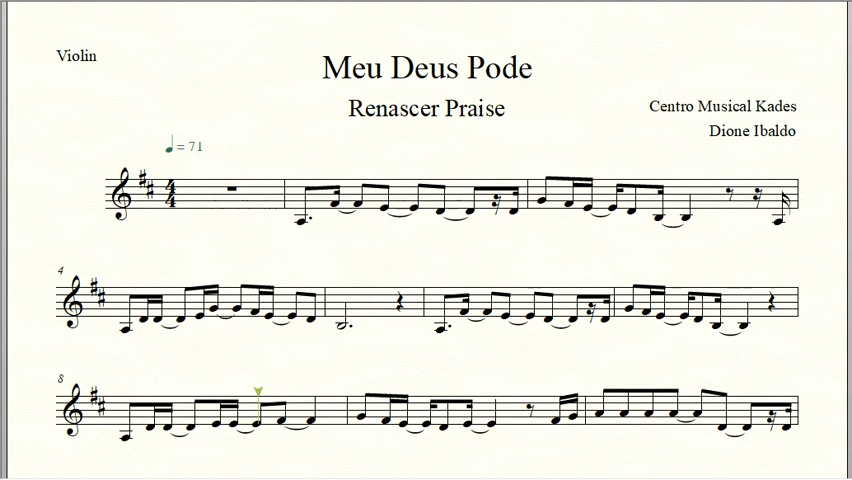 Violin
Meu Deus Pode
Renascer Praise
Centro Musical Kades
Dione Ibaldo
= 71
4
4
4
8